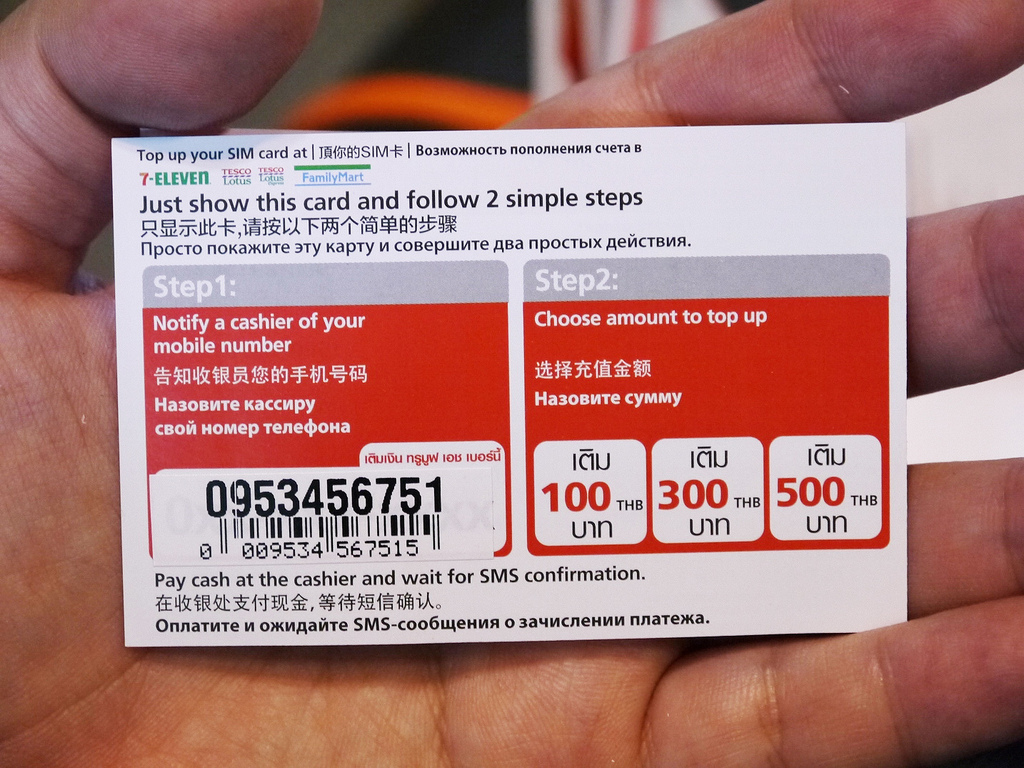 Top up your SIM card at | 頂你的SIM卡 | Возможность пополнения счета в
7-ELEVEN TESCO Lotus TESCO Lotus FamilyMart
Just show this card and follow 2 simple steps
只显示此卡,请按以下两个简单的步骤
Просто покажите эту карту и совершите два простых действия.
Step1:
Notify a cashier of your
mobile number
告知收银员您的手机号码
Назовите кассиру
свой номер телефона
เติมเงิน ทรูมูฟ เอช เบอร์นี้
0953456751
0 009534 567515
Step2:
Choose amount to top up
选择充值金额
Назовите сумму
เติม
100 THB
บาท
เติม
300 THB
บาท
เติม
500 THB
บาท
Pay cash at the cashier and wait for SMS confirmation.
在收银处支付现金,等待短信确认。
Оплатите и ожидайте SMS-сообщения о зачислении платежа.